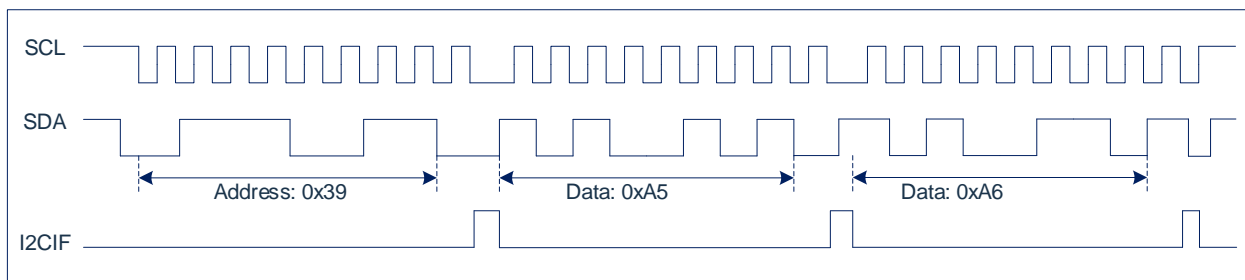 SCL
SDA
Address: 0x39 Data: 0xA5 Data: 0xA6
I2CIF